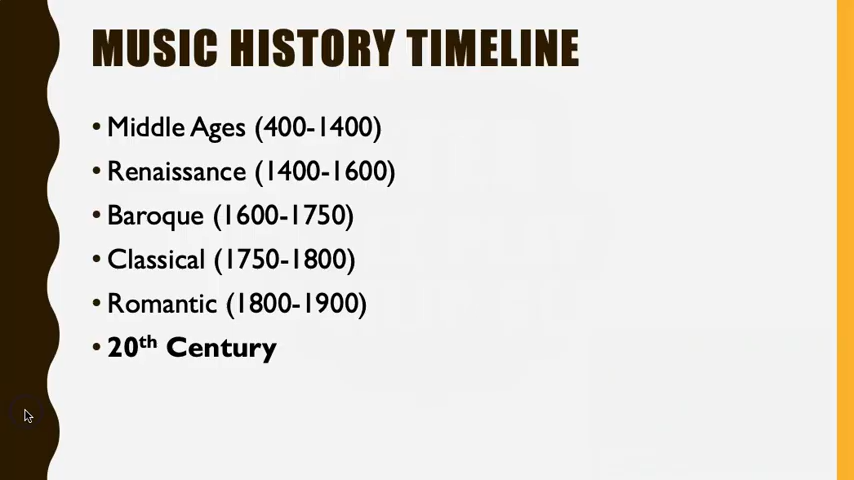 MUSIC HISTORY TIMELINE
• Middle Ages (400-1400)
• Renaissance (1400-1600)
• Baroque (1600-1750)
• Classical (1750-1800)
• Romantic (1800-1900)
• 20th Century